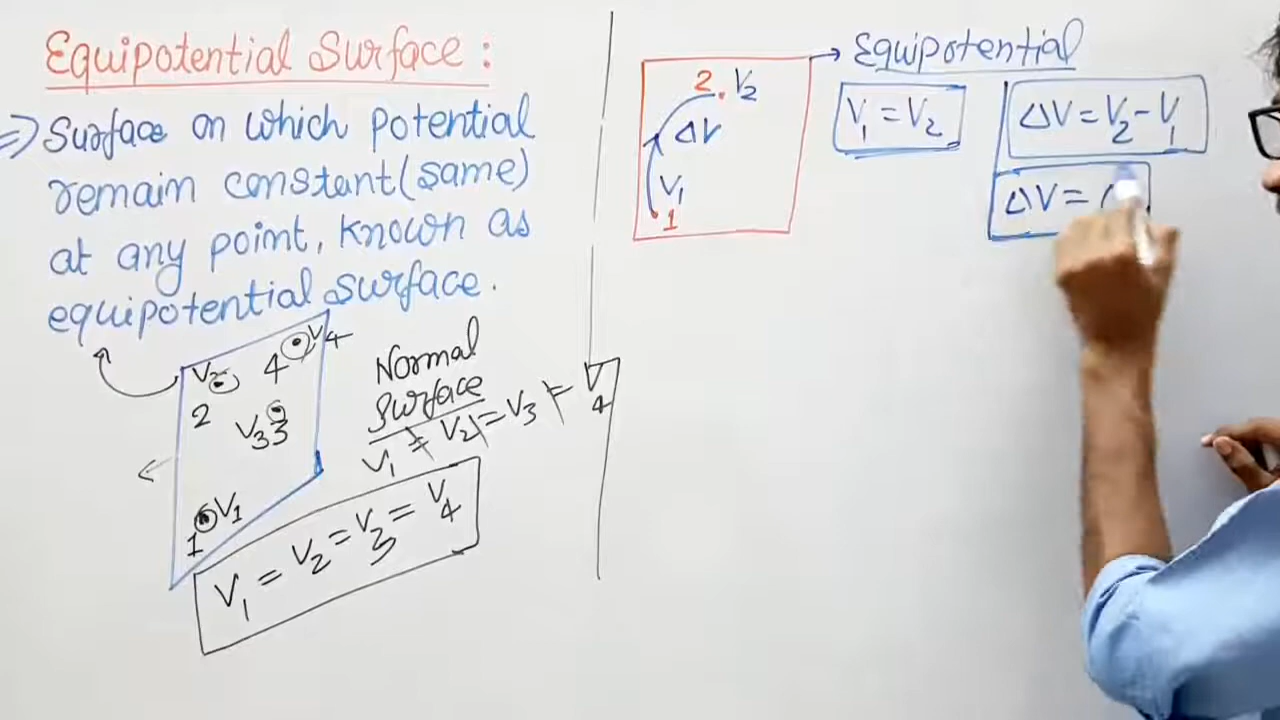 Equipotential Surface :
=> Surface on which potential
remain constant (same)
at any point, known as
equipotential surface.
V2
2
4
V4
V3
3
V1
1
Normal
Surface
V1 ≠ V2 ≠ V3 ≠ V4
V1 = V2 = V3 = V4
Equipotential
2
V2
ΔV
V1
1
V1 = V2
ΔV = V2 - V1
ΔV =